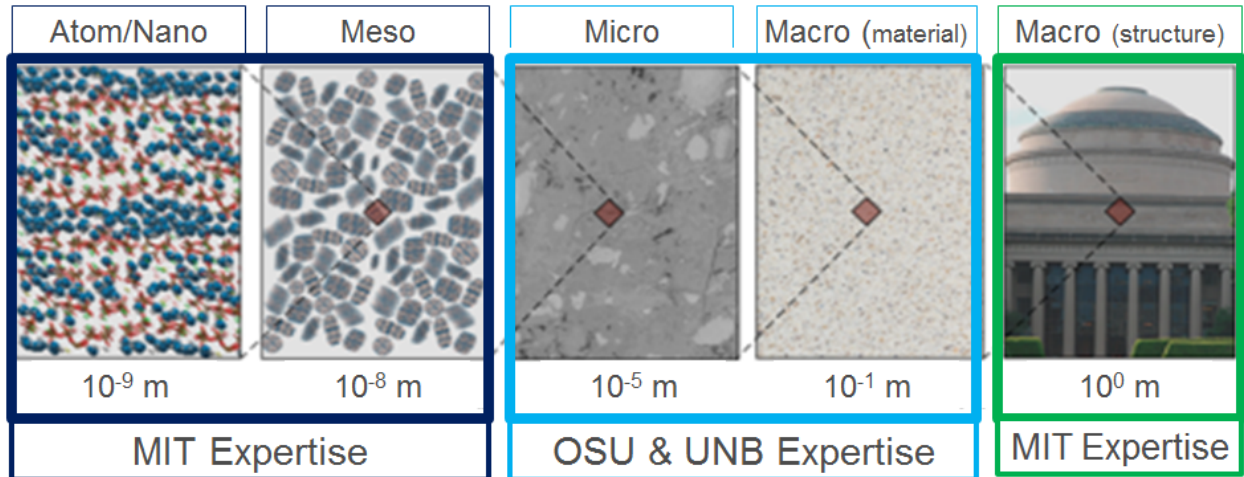 Atom/Nano Meso Micro Macro (material) Macro (structure)
10⁻⁹ m 10⁻⁸ m 10⁻⁵ m 10⁻¹ m 10⁰ m
MIT Expertise OSU & UNB Expertise MIT Expertise